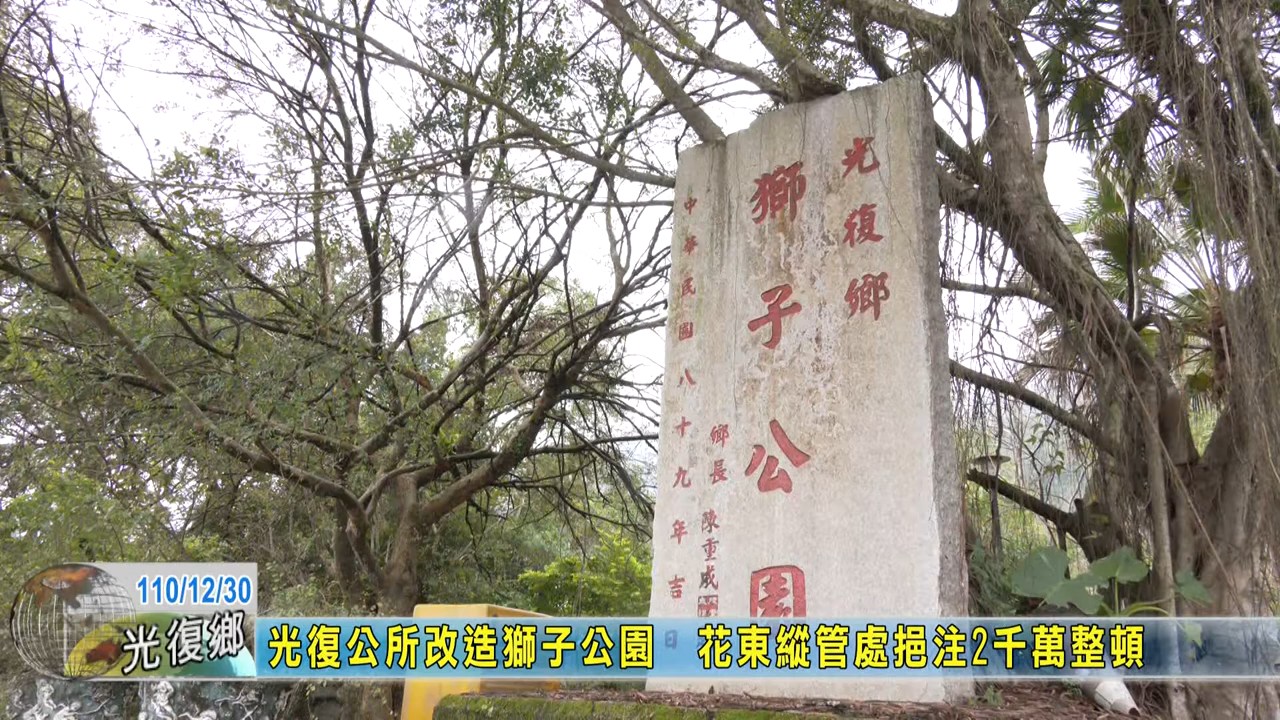 光復鄉
獅子公園
鄉長 陳重成
中華民國八十九年吉日
110/12/30
光復鄉
光復公所改造獅子公園 花東縱管處挹注2千萬整頓